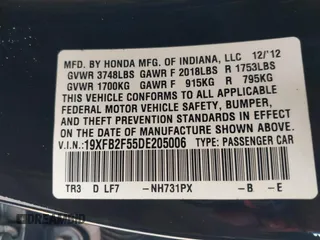 MFD. BY HONDA MFG. OF INDIANA, LLC 12/'12
GVWR 3748LBS GAWR F 2018LBS R 1753LBS
GVWR 1700KG GAWR F 915KG R 795KG
THIS VEHICLE CONFORMS TO ALL APPLICABLE
FEDERAL MOTOR VEHICLE SAFETY, BUMPER,
AND THEFT PREVENTION STANDARDS IN EFFECT
ON THE DATE OF MANUFACTURE SHOWN ABOVE.
V.I.N.: 19XFB2F55DE205006 TYPE: PASSENGER CAR
TR3 D LF7 -NH731PX -B -E
DREAMBID